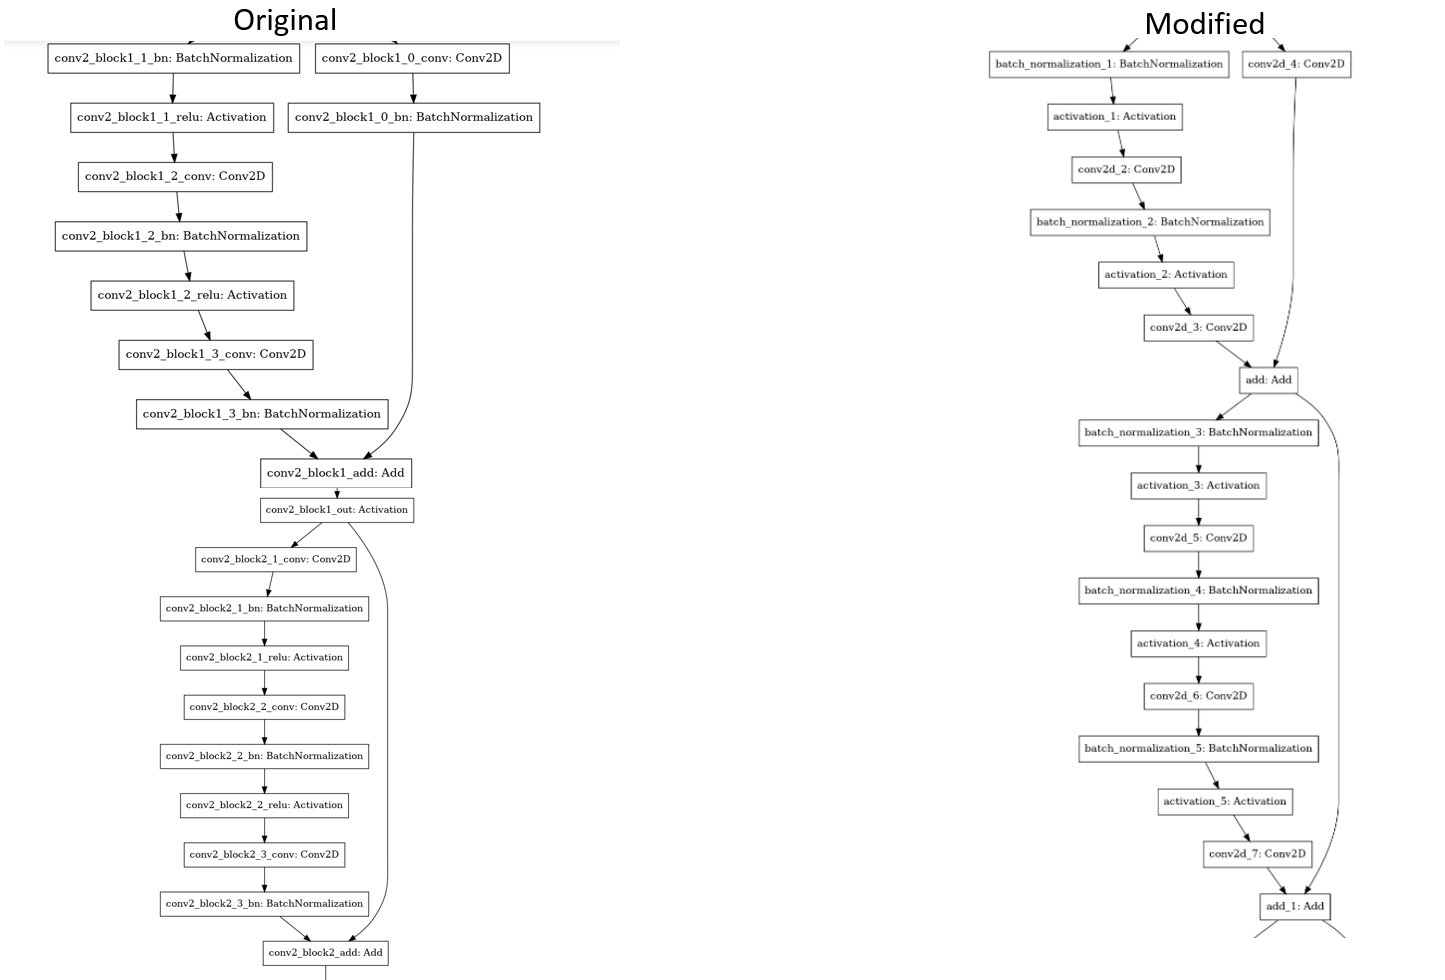 Original
conv2_block1_1_bn: BatchNormalization
conv2_block1_0_conv: Conv2D
conv2_block1_1_relu: Activation
conv2_block1_0_bn: BatchNormalization
conv2_block1_2_conv: Conv2D
conv2_block1_2_bn: BatchNormalization
conv2_block1_2_relu: Activation
conv2_block1_3_conv: Conv2D
conv2_block1_3_bn: BatchNormalization
conv2_block1_add: Add
conv2_block1_out: Activation
conv2_block2_1_conv: Conv2D
conv2_block2_1_bn: BatchNormalization
conv2_block2_1_relu: Activation
conv2_block2_2_conv: Conv2D
conv2_block2_2_bn: BatchNormalization
conv2_block2_2_relu: Activation
conv2_block2_3_conv: Conv2D
conv2_block2_3_bn: BatchNormalization
conv2_block2_add: Add
Modified
batch_normalization_1: BatchNormalization
conv2d_4: Conv2D
activation_1: Activation
conv2d_2: Conv2D
batch_normalization_2: BatchNormalization
activation_2: Activation
conv2d_3: Conv2D
add: Add
batch_normalization_3: BatchNormalization
activation_3: Activation
conv2d_5: Conv2D
batch_normalization_4: BatchNormalization
activation_4: Activation
conv2d_6: Conv2D
batch_normalization_5: BatchNormalization
activation_5: Activation
conv2d_7: Conv2D
add_1: Add